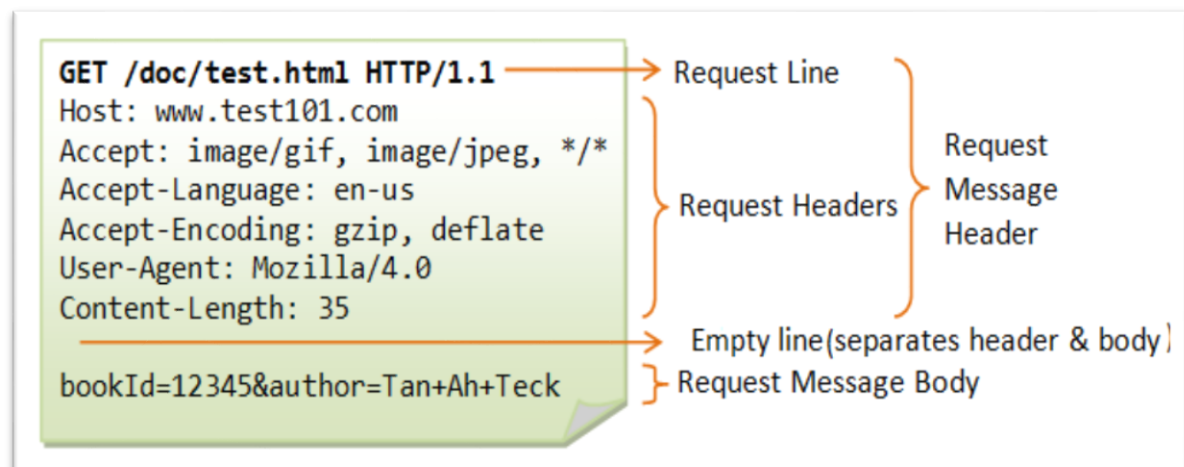 GET /doc/test.html HTTP/1.1
Host: www.test101.com
Accept: image/gif, image/jpeg, */*
Accept-Language: en-us
Accept-Encoding: gzip, deflate
User-Agent: Mozilla/4.0
Content-Length: 35
bookId=12345&author=Tan+Ah+Teck
Request Line
Request Headers
Request
Message
Header
Empty line(separates header & body)
Request Message Body